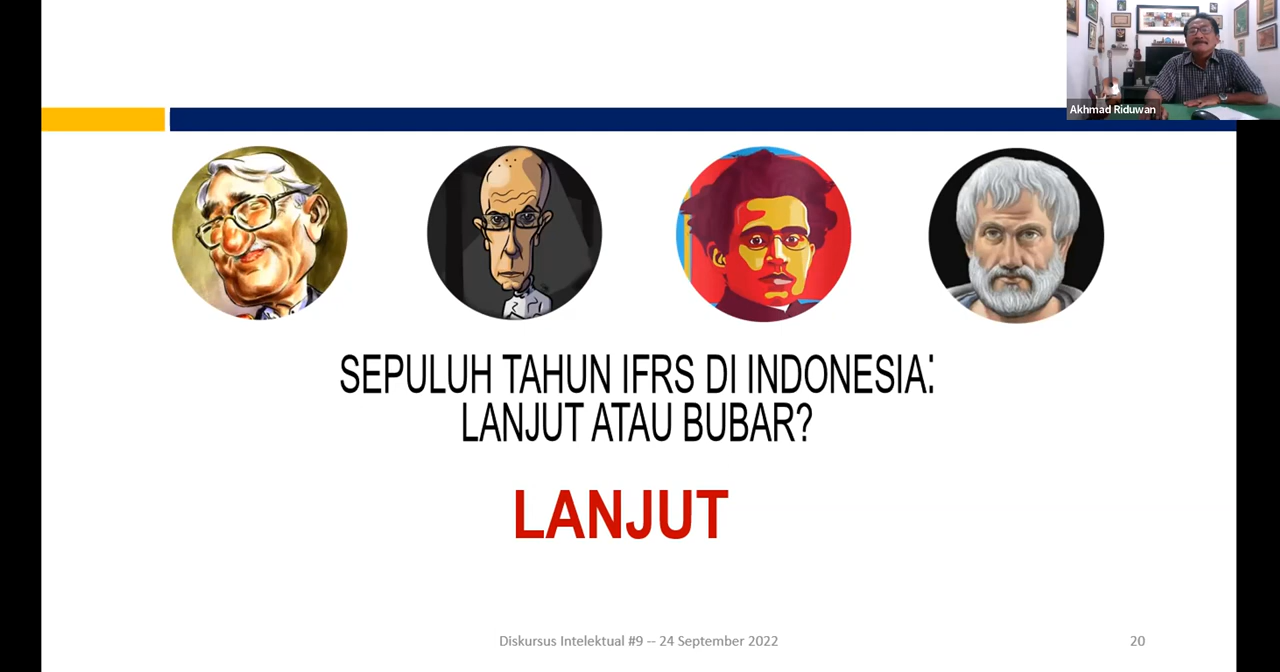 Akhmad Riduwan
SEPULUH TAHUN IFRS DI INDONESIA:
LANJUT ATAU BUBAR?
LANJUT
Diskursus Intelektual #9 -- 24 September 2022
20